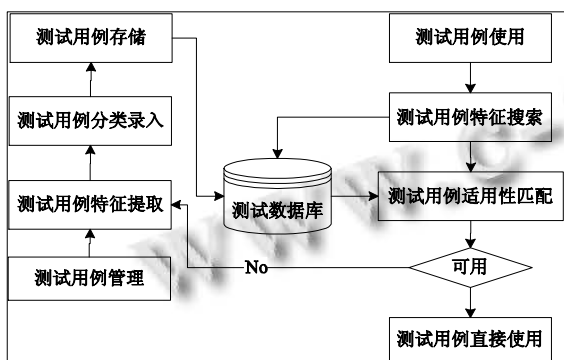 测试用例存储
测试用例使用
测试用例分类录入
测试用例特征搜索
测试数据库
测试用例特征提取
测试用例适用性匹配
测试用例管理
No
可用
测试用例直接使用
www.c-